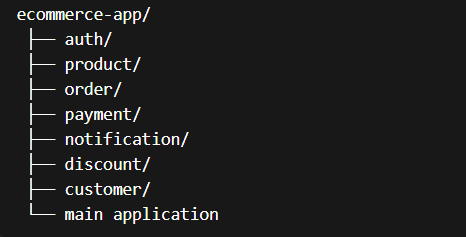 ecommerce-app/
├── auth/
├── product/
├── order/
├── payment/
├── notification/
├── discount/
├── customer/
└── main application